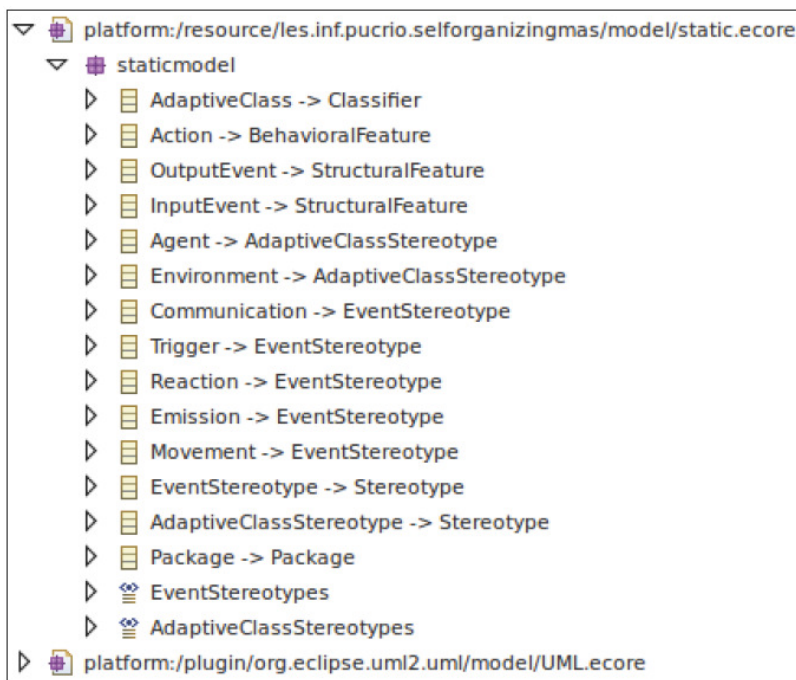 platform:/resource/les.inf.pucrio.selforganizingmas/model/static.ecore
staticmodel
AdaptiveClass -> Classifier
Action -> BehavioralFeature
OutputEvent -> StructuralFeature
InputEvent -> StructuralFeature
Agent -> AdaptiveClassStereotype
Environment -> AdaptiveClassStereotype
Communication -> EventStereotype
Trigger -> EventStereotype
Reaction -> EventStereotype
Emission -> EventStereotype
Movement -> EventStereotype
EventStereotype -> Stereotype
AdaptiveClassStereotype -> Stereotype
Package -> Package
EventStereotypes
AdaptiveClassStereotypes
platform:/plugin/org.eclipse.uml2.uml/model/UML.ecore